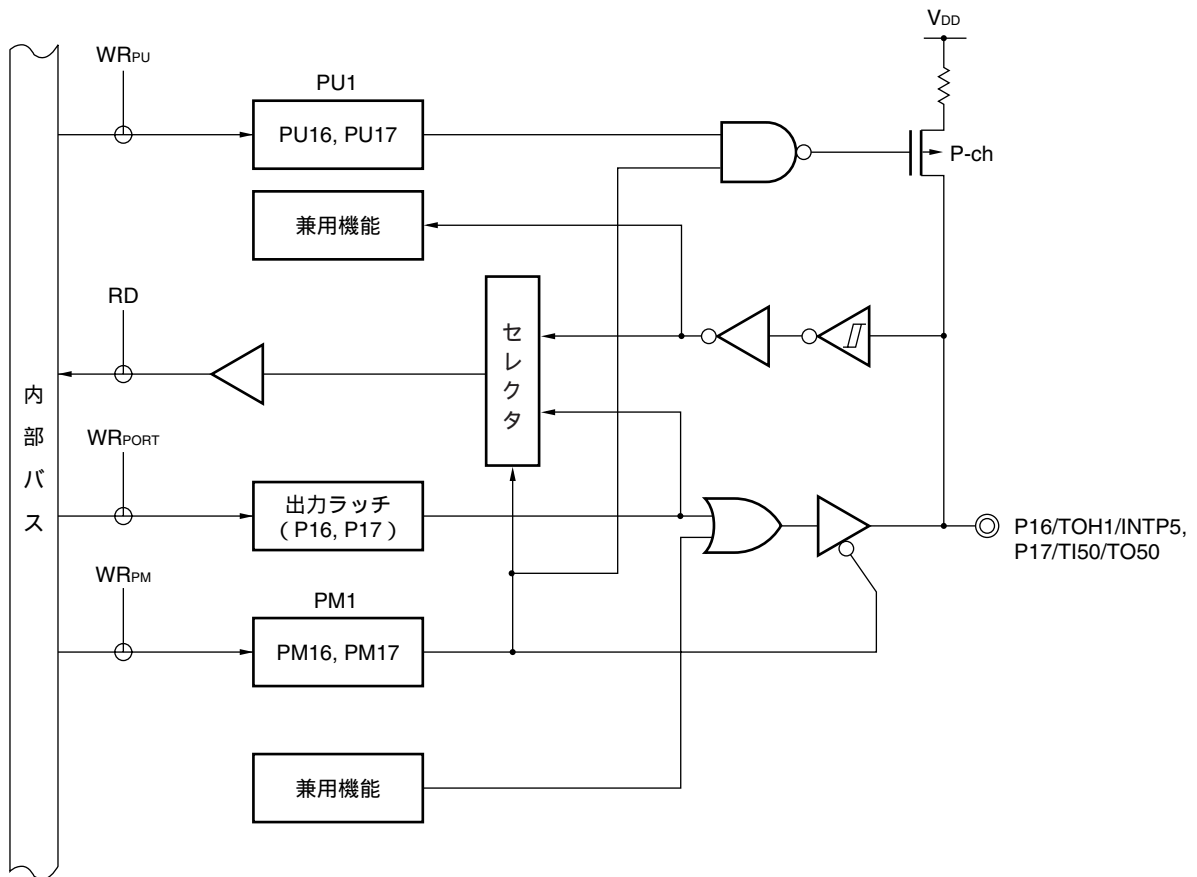 VDD
WRPU
PU1
PU16, PU17
P-ch
兼用機能
RD
セレクタ
内部バス
WRPORT
出力ラッチ
（P16, P17）
P16/TOH1/INTP5,
P17/TI50/TO50
WRPM
PM1
PM16, PM17
兼用機能